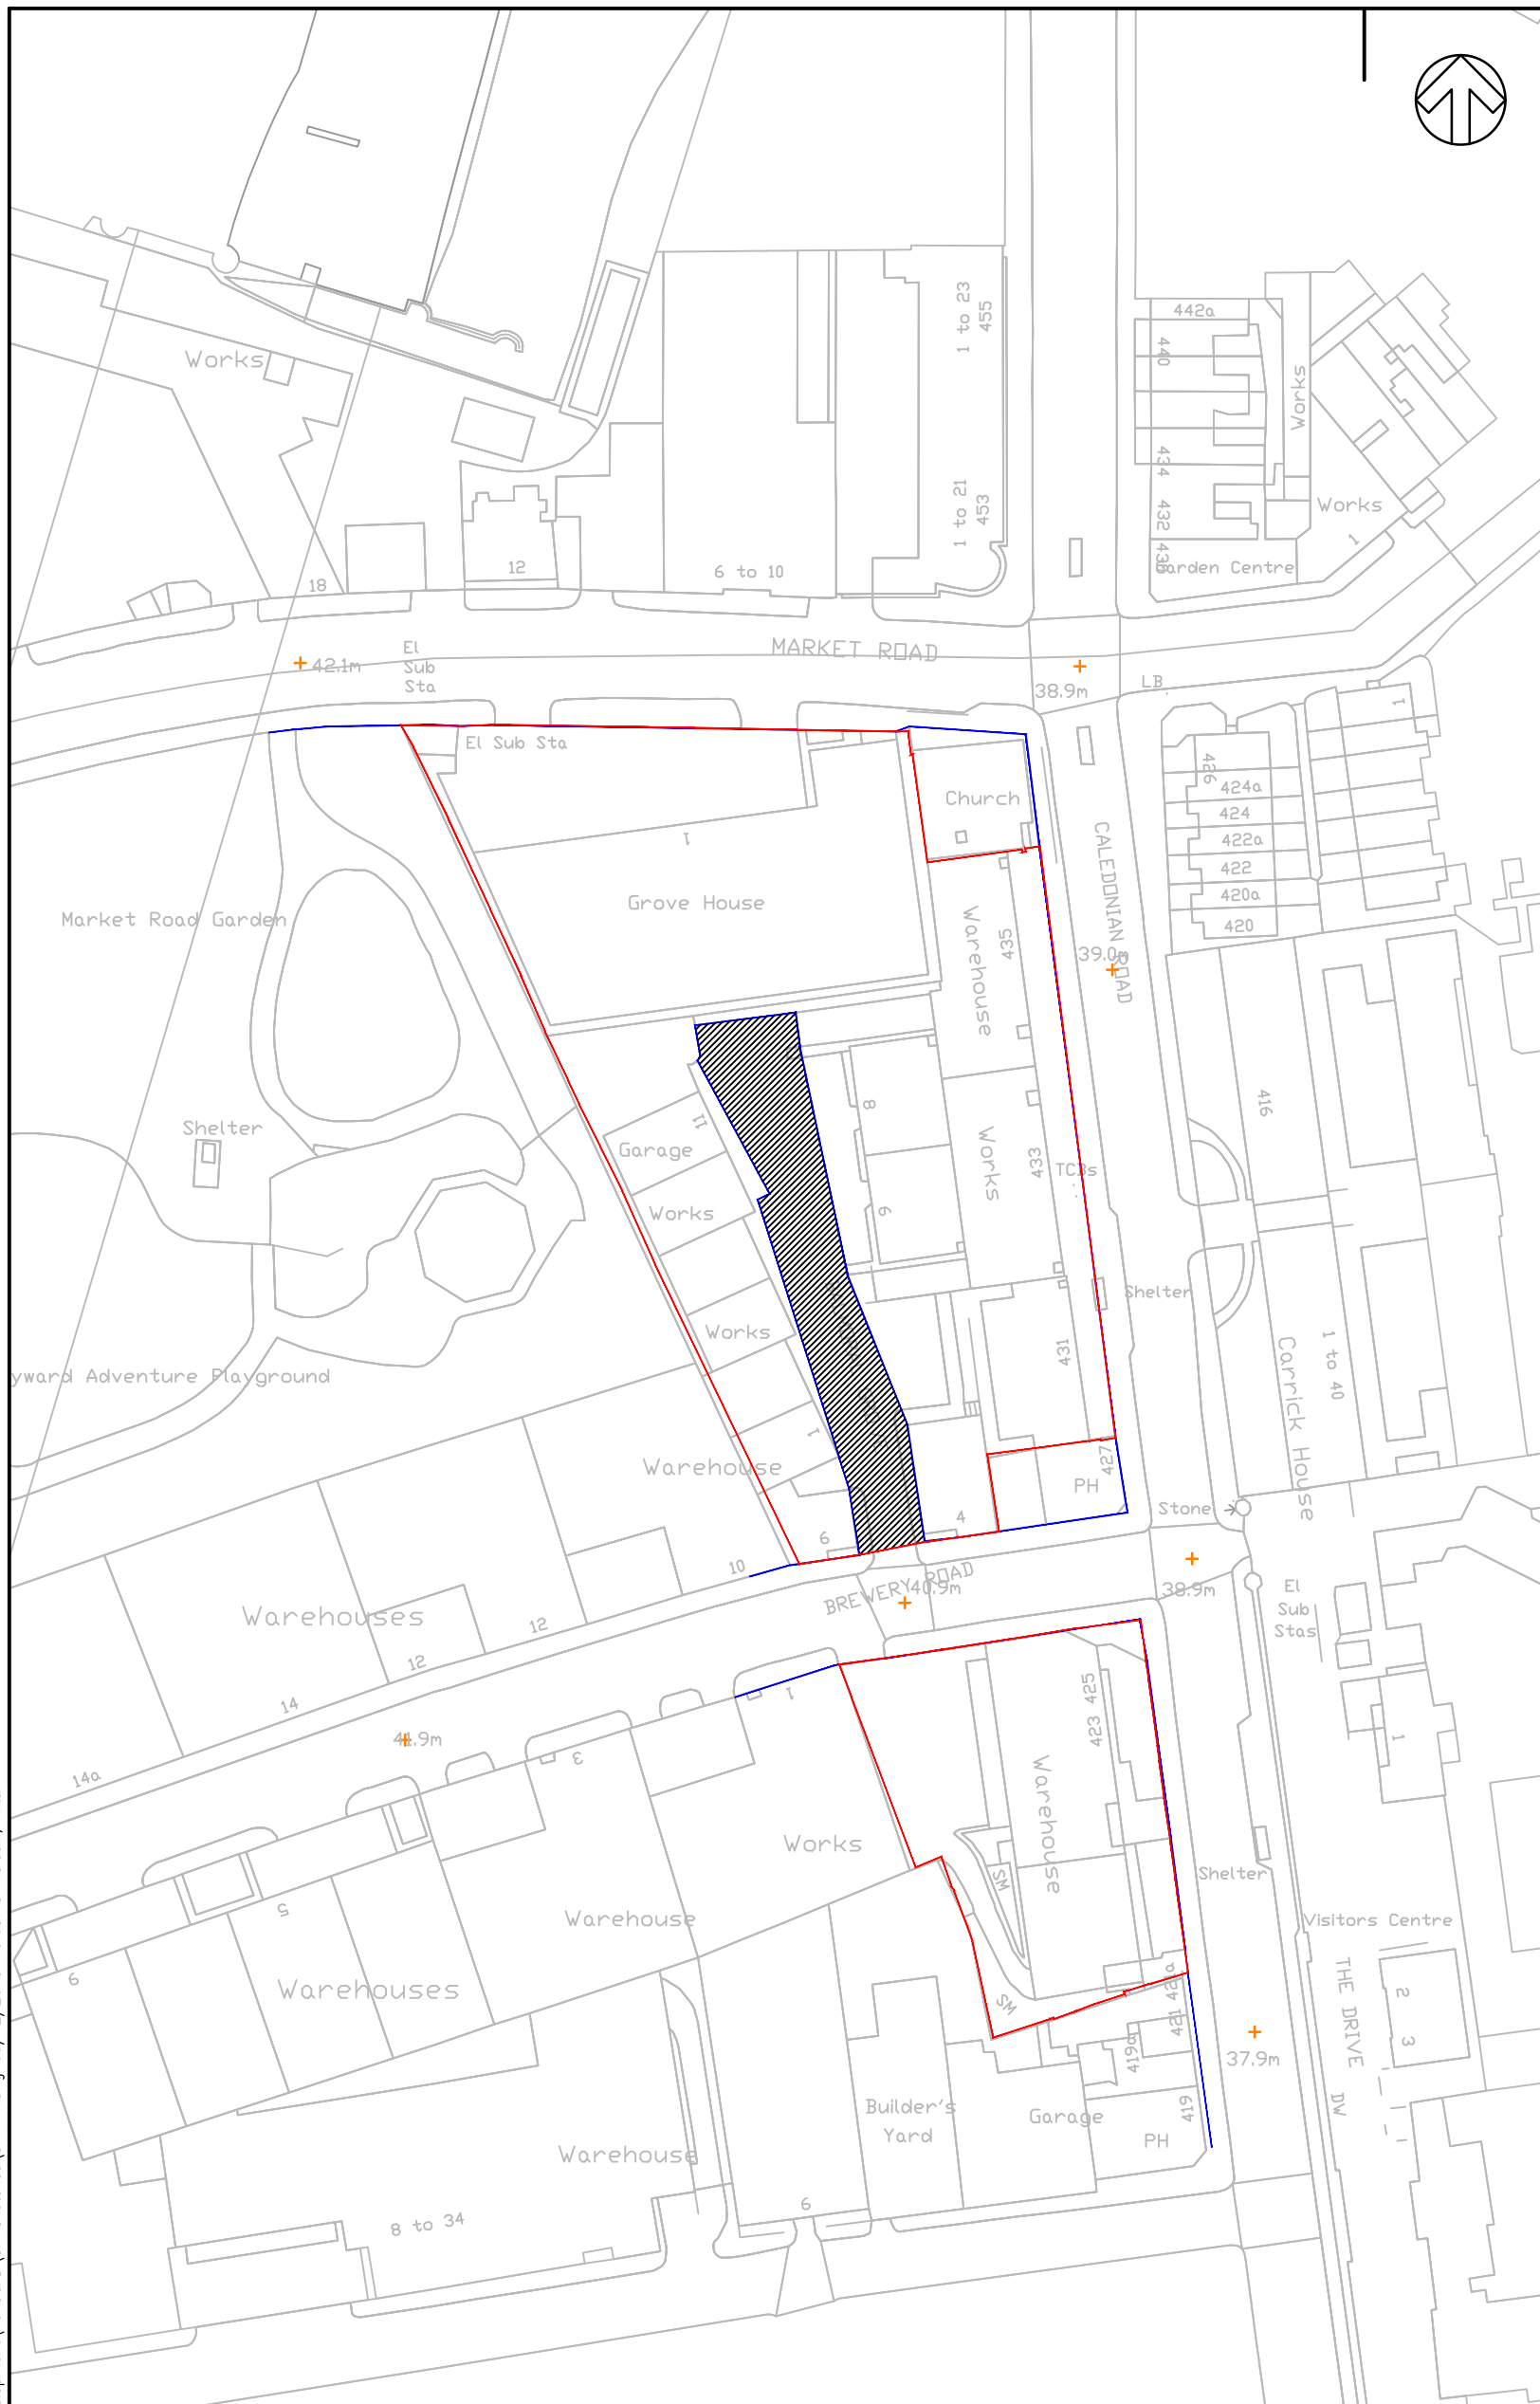 Works
1 to 23
455
442a
440
Works
434
1 to 21
453
432
Works
1
Garden Centre
12
6 to 10
18
MARKET ROAD
El
Sub
Sta
42.1m
38.9m
LB
El Sub Sta
1
426
424a
424
422a
422
420a
420
Church
1
Grove House
CALEDONIAN ROAD
Market Road Garden
Warehouse
435
39.0m
8
11
416
Shelter
Garage
Works
433
TCBs
Works
6
Works
Shelter
431
1 to 40
Carrick House
yward Adventure Playground
1
Warehouse
427
PH
Stone
4
6
10
BREWERY ROAD
40.9m
38.9m
El
Sub
Stas
Warehouses
12
12
14
14a
41.9m
1
3
423 425
1
Works
Warehouse
SM
Shelter
Warehouse
5
Visitors Centre
6
Warehouses
THE DRIVE
SM
421
2
3
419a
37.9m
Builder's
Yard
Garage
419
DW
PH
Warehouse
6
8 to 34